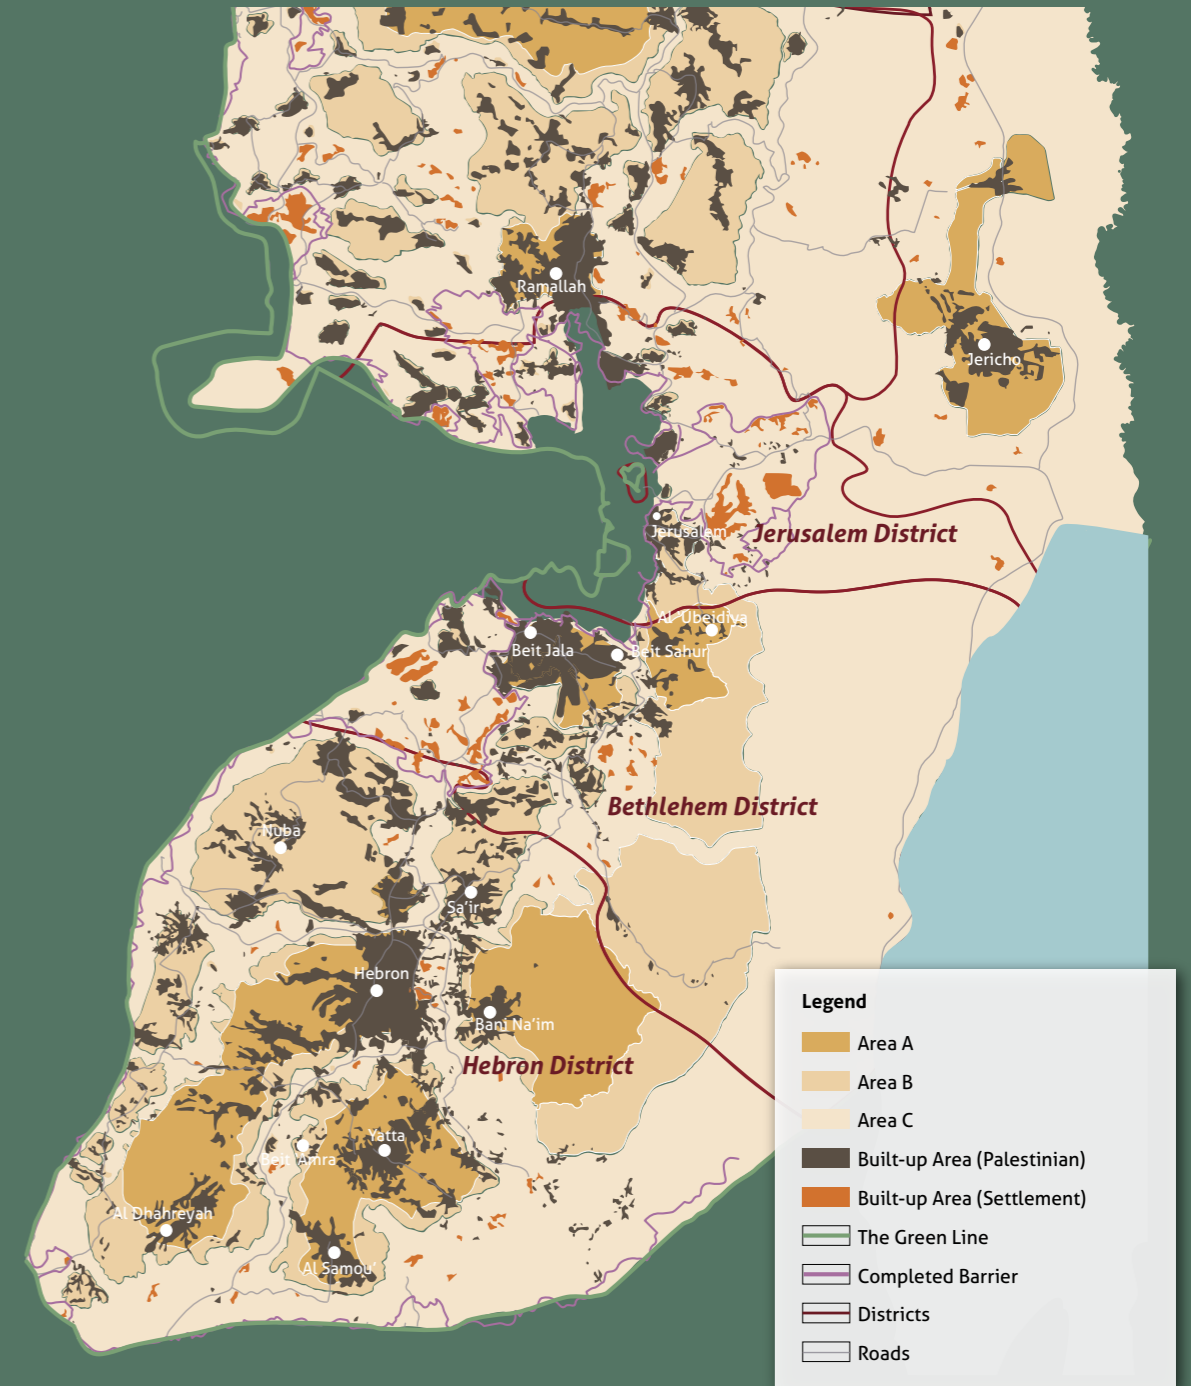 Ramallah
Jericho
Jerusalem
Jerusalem District
Al 'Ubeidiya
Beit Jala
Beit Sahur
Bethlehem District
Nuba
Sa'ir
Hebron
Bani Na'im
Hebron District
Yatta
Beit 'Amra
Al Dhahreyah
Al Samou'
Legend
Area A
Area B
Area C
Built-up Area (Palestinian)
Built-up Area (Settlement)
The Green Line
Completed Barrier
Districts
Roads